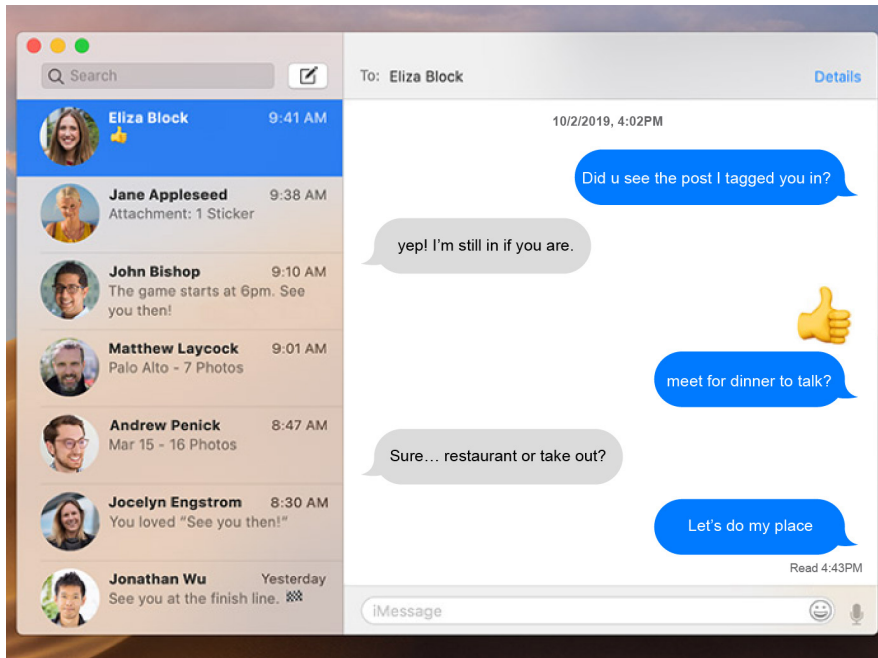 Search
Eliza Block 9:41 AM
👍
Jane Appleseed 9:38 AM
Attachment: 1 Sticker
John Bishop 9:10 AM
The game starts at 6pm. See
you then!
Matthew Laycock 9:01 AM
Palo Alto - 7 Photos
Andrew Penick 8:47 AM
Mar 15 - 16 Photos
Jocelyn Engstrom 8:30 AM
You loved “See you then!”
Jonathan Wu Yesterday
See you at the finish line. 🏁
To: Eliza Block Details
10/2/2019, 4:02PM
Did u see the post I tagged you in?
yep! I’m still in if you are.
👍
meet for dinner to talk?
Sure… restaurant or take out?
Let’s do my place
Read 4:43PM
iMessage